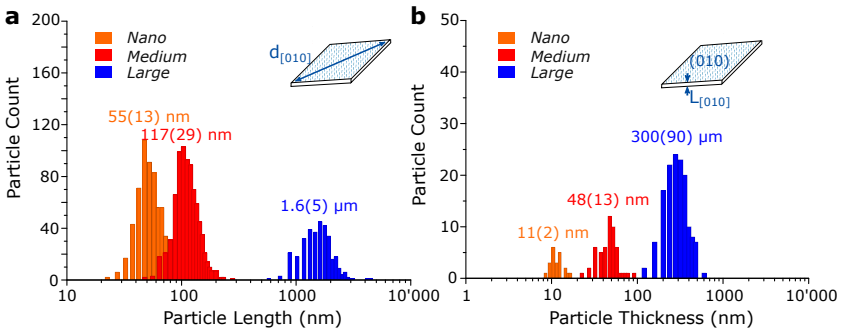 a
Particle Count
200
160
120
80
40
0
Nano
Medium
Large
d[010]
55(13) nm
117(29) nm
1.6(5) µm
10
100
1000
10'000
Particle Length (nm)
b
Particle Count
50
40
30
20
10
0
Nano
Medium
Large
(010)
L[010]
300(90) µm
48(13) nm
11(2) nm
1
10
100
1000
10'000
Particle Thickness (nm)